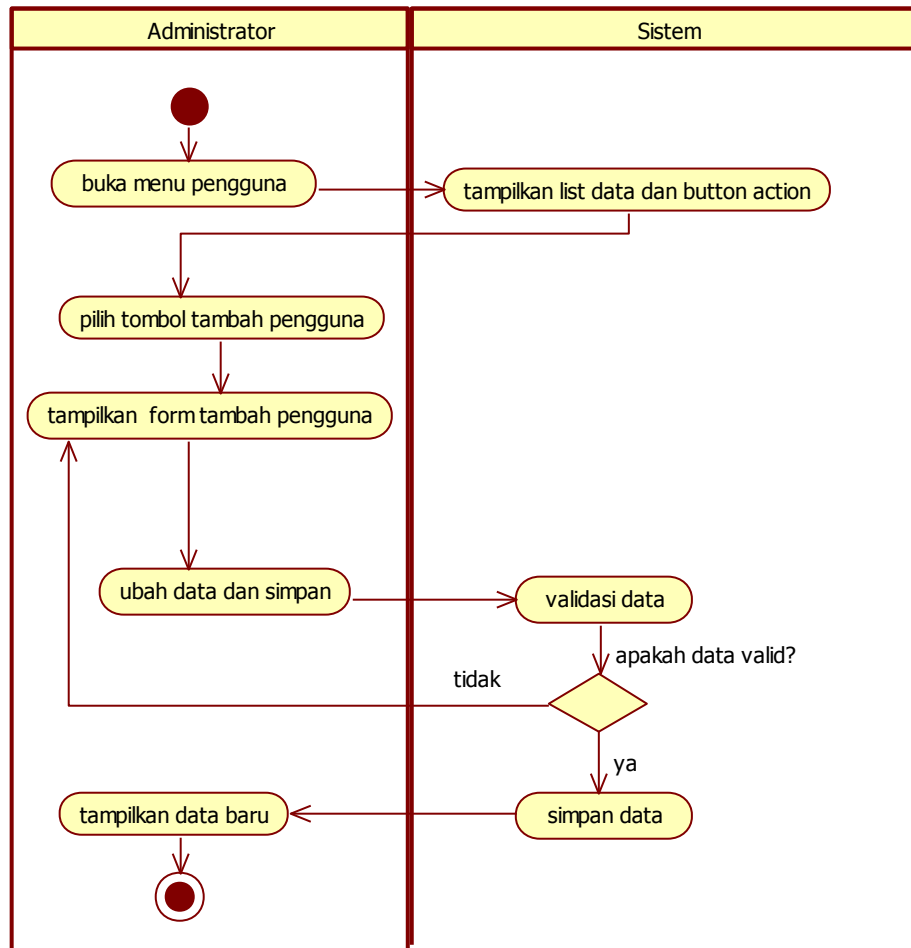 Administrator
Sistem
buka menu pengguna
tampilkan list data dan button action
pilih tombol tambah pengguna
tampilkan form tambah pengguna
ubah data dan simpan
validasi data
apakah data valid?
tidak
ya
tampilkan data baru
simpan data